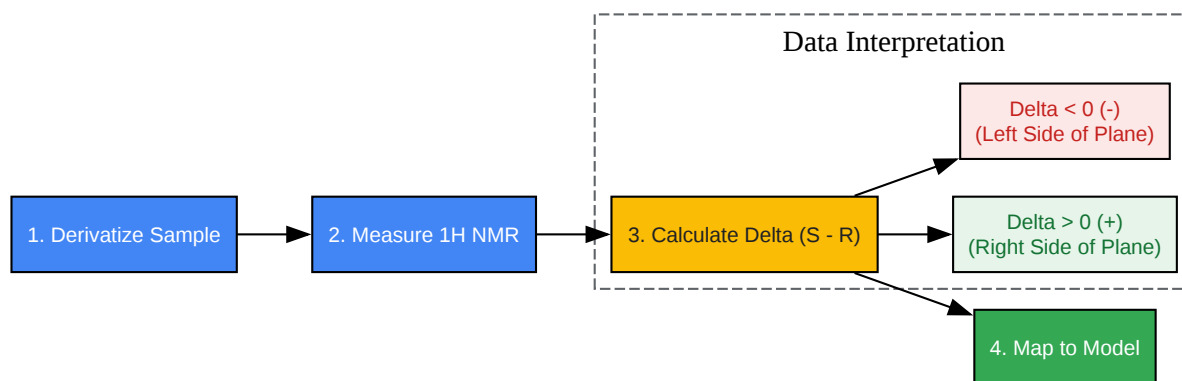 Data Interpretation
Delta < 0 (-)
(Left Side of Plane)
1. Derivatize Sample
2. Measure 1H NMR
3. Calculate Delta (S - R)
Delta > 0 (+)
(Right Side of Plane)
4. Map to Model